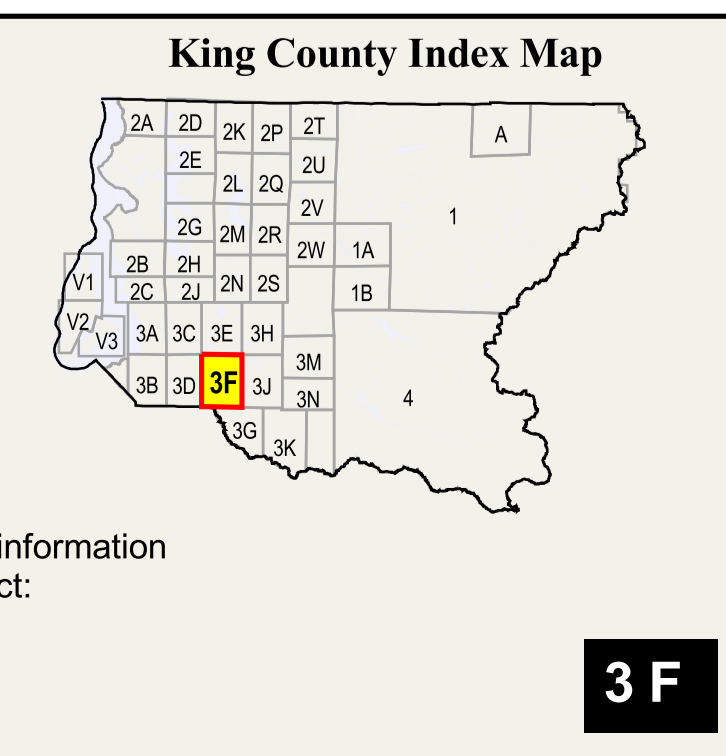 King County Index Map
2A 2D 2K 2P 2T A
2E 2L 2Q 2U
2V 1
2G 2M 2R 2W 1A
2B 2H
V1 2C 2J 2N 2S 1B
V2 V3 3A 3C 3E 3H
3B 3D 3F 3J 3M
3N 4
3G 3K
information
ct:
3 F